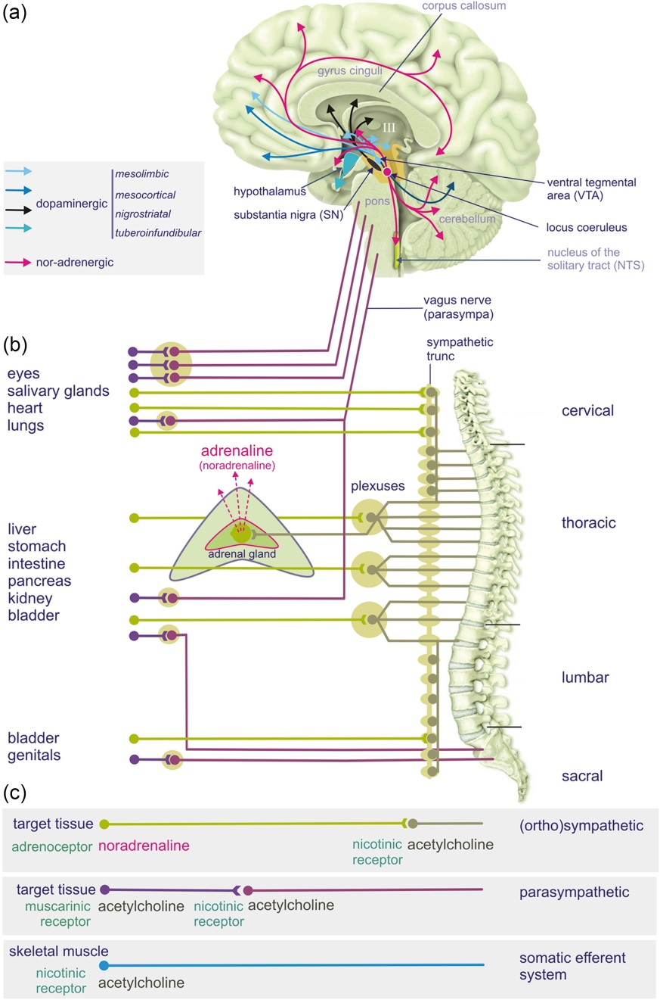 (a)
corpus callosum
gyrus cinguli
III
mesolimbic
mesocortical
dopaminergic
nigrostriatal
tuberoinfundibular
nor-adrenergic
hypothalamus
substantia nigra (SN)
pons
cerebellum
ventral tegmental
area (VTA)
locus coeruleus
nucleus of the
solitary tract (NTS)
vagus nerve
(parasympa)
(b)
sympathetic
trunc
eyes
salivary glands
heart
lungs
cervical
adrenaline
(noradrenaline)
plexuses
adrenal gland
liver
stomach
intestine
pancreas
kidney
bladder
thoracic
lumbar
bladder
genitals
sacral
(c)
target tissue
(ortho)sympathetic
adrenoceptor noradrenaline
nicotinic
receptor
acetylcholine
target tissue
parasympathetic
muscarinic
receptor
acetylcholine
nicotinic
receptor
acetylcholine
skeletal muscle
somatic efferent
system
nicotinic
receptor
acetylcholine